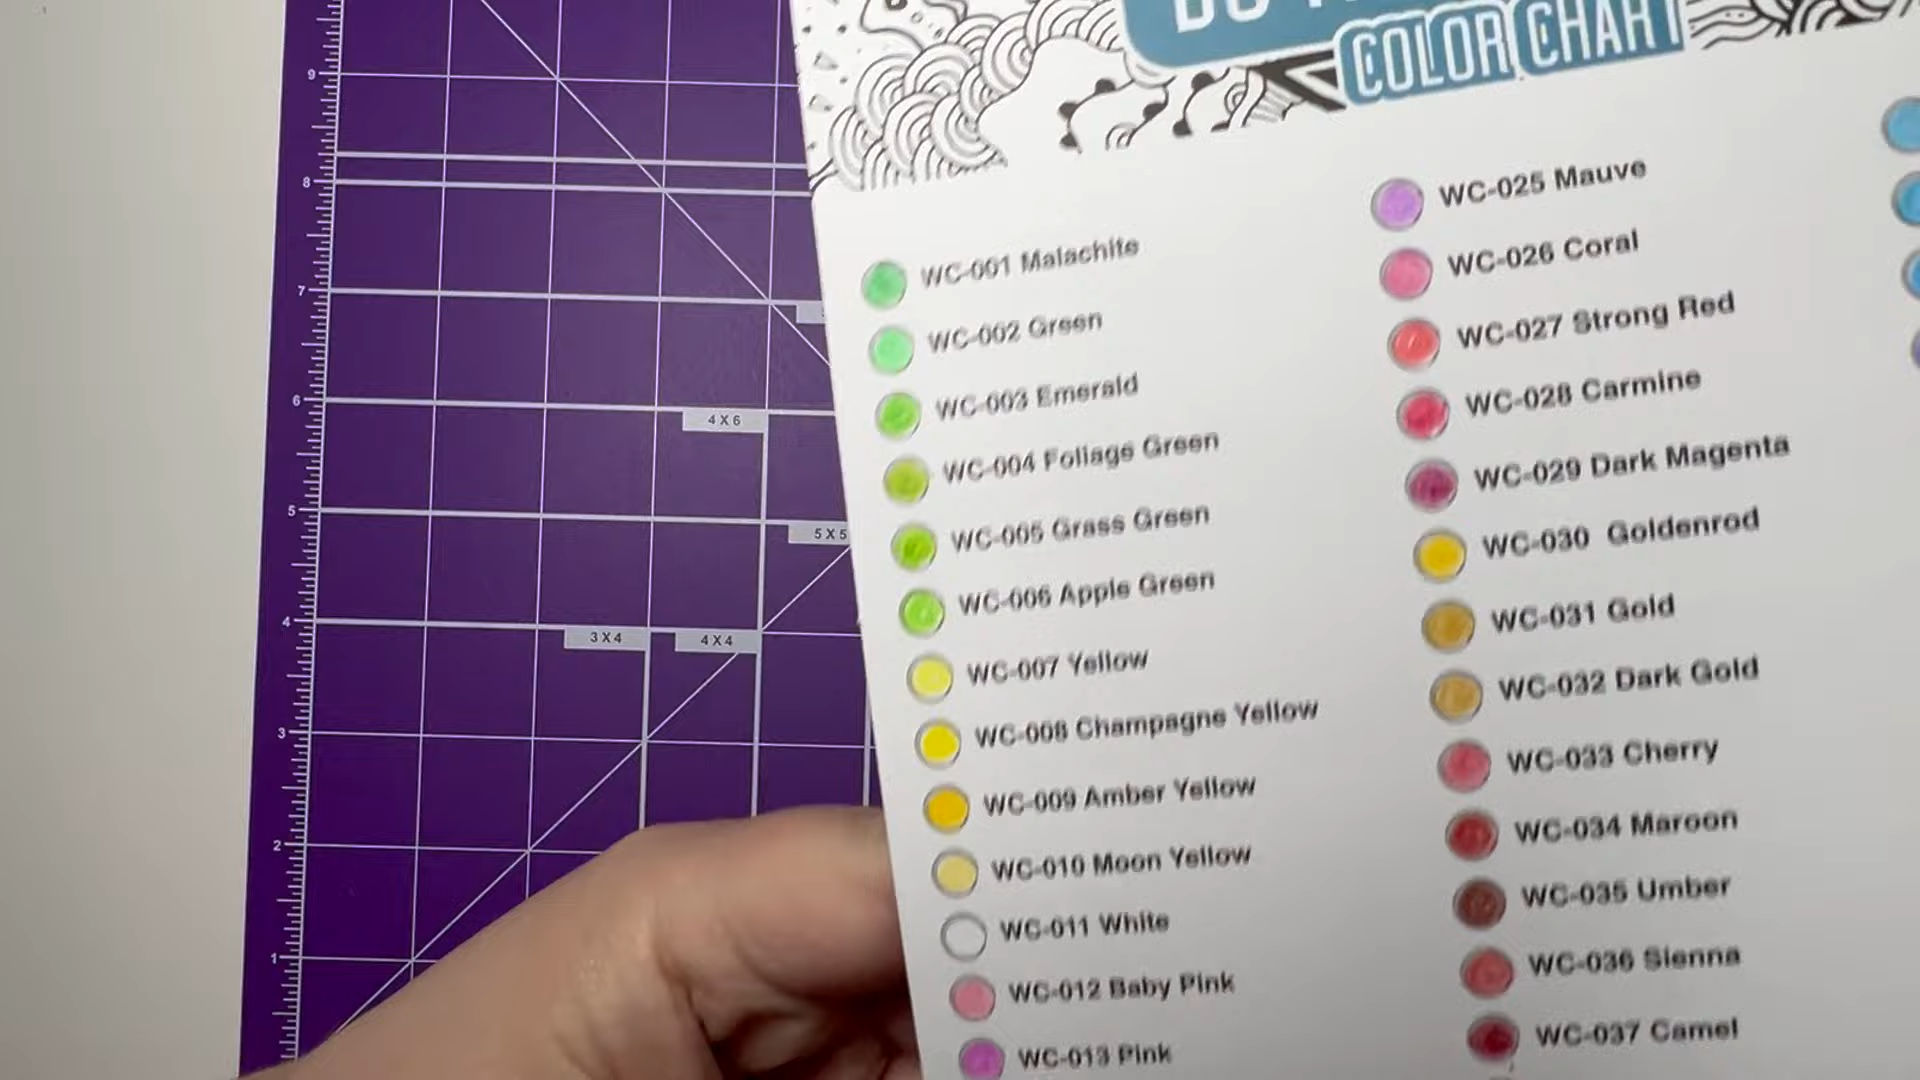 COLOR CHART
WC-001 Malachite
WC-002 Green
WC-003 Emerald
WC-004 Foliage Green
WC-005 Grass Green
WC-006 Apple Green
WC-007 Yellow
WC-008 Champagne Yellow
WC-009 Amber Yellow
WC-010 Moon Yellow
WC-011 White
WC-012 Baby Pink
WC-013 Pink
WC-025 Mauve
WC-026 Coral
WC-027 Strong Red
WC-028 Carmine
WC-029 Dark Magenta
WC-030 Goldenrod
WC-031 Gold
WC-032 Dark Gold
WC-033 Cherry
WC-034 Maroon
WC-035 Umber
WC-036 Sienna
WC-037 Camel
9
8
7
6
5
4
3
2
1
4 X 6
5 X 5
3 X 4
4 X 4